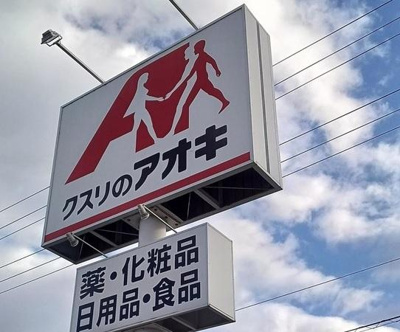 クスリのアオキ
薬・化粧品
日用品・食品